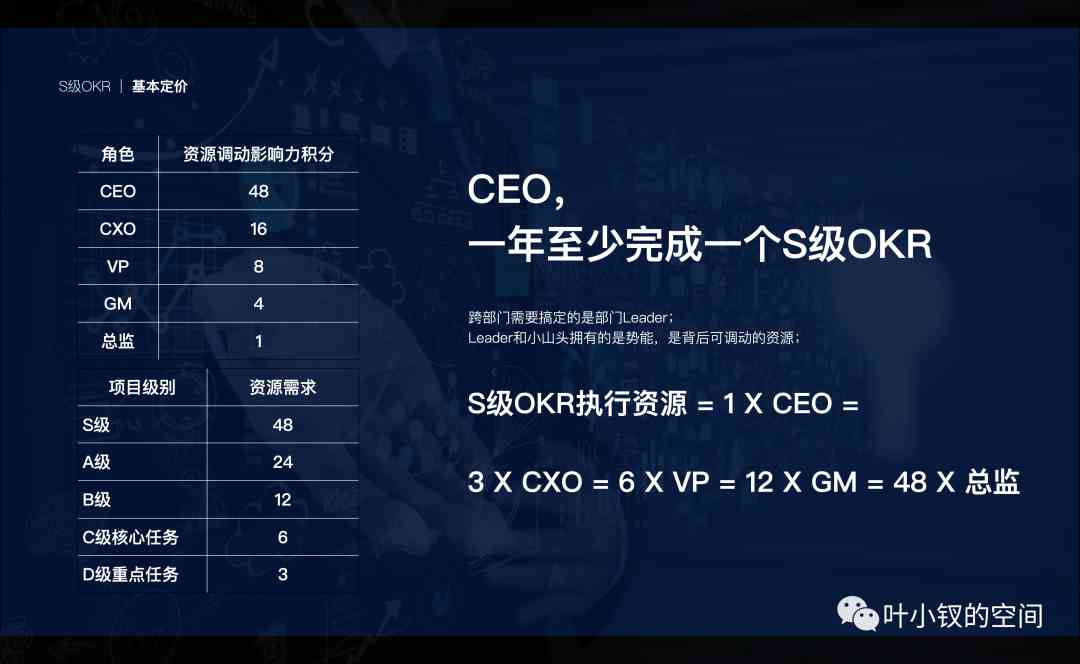 S级OKR | 基本定价
角色 资源调动影响力积分
CEO 48
CXO 16
VP 8
GM 4
总监 1
项目级别 资源需求
S级 48
A级 24
B级 12
C级核心任务 6
D级重点任务 3
CEO，
一年至少完成一个S级OKR
跨部门需要搞定的是部门Leader；
Leader和小山头拥有的是势能，是背后可调动的资源；
S级OKR执行资源 = 1 X CEO =
3 X CXO = 6 X VP = 12 X GM = 48 X 总监
叶小钗的空间